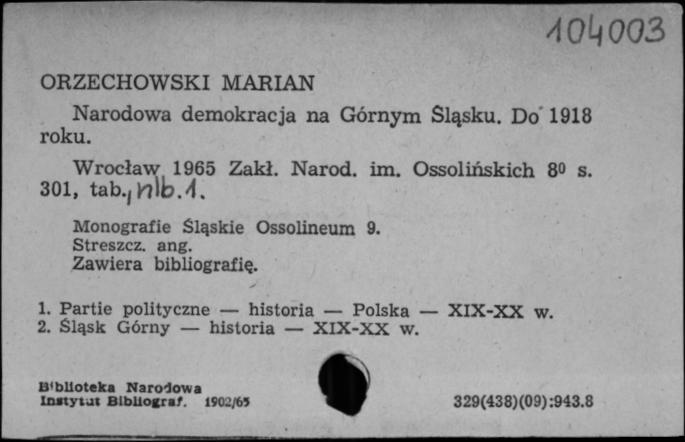 104003
ORZECHOWSKI MARIAN
Narodowa demokracja na Górnym Śląsku. Do 1918
roku.
Wrocław 1965 Zakł. Narod. im. Ossolińskich 8º s.
301, tab., nlb. 1.
Monografie Śląskie Ossolineum 9.
Streszcz. ang.
Zawiera bibliografię.
1. Partie polityczne — historia — Polska — XIX-XX w.
2. Śląsk Górny — historia — XIX-XX w.
Biblioteka Narodowa
Instytut Bibliograf. 1902/65
329(438)(09):943.8